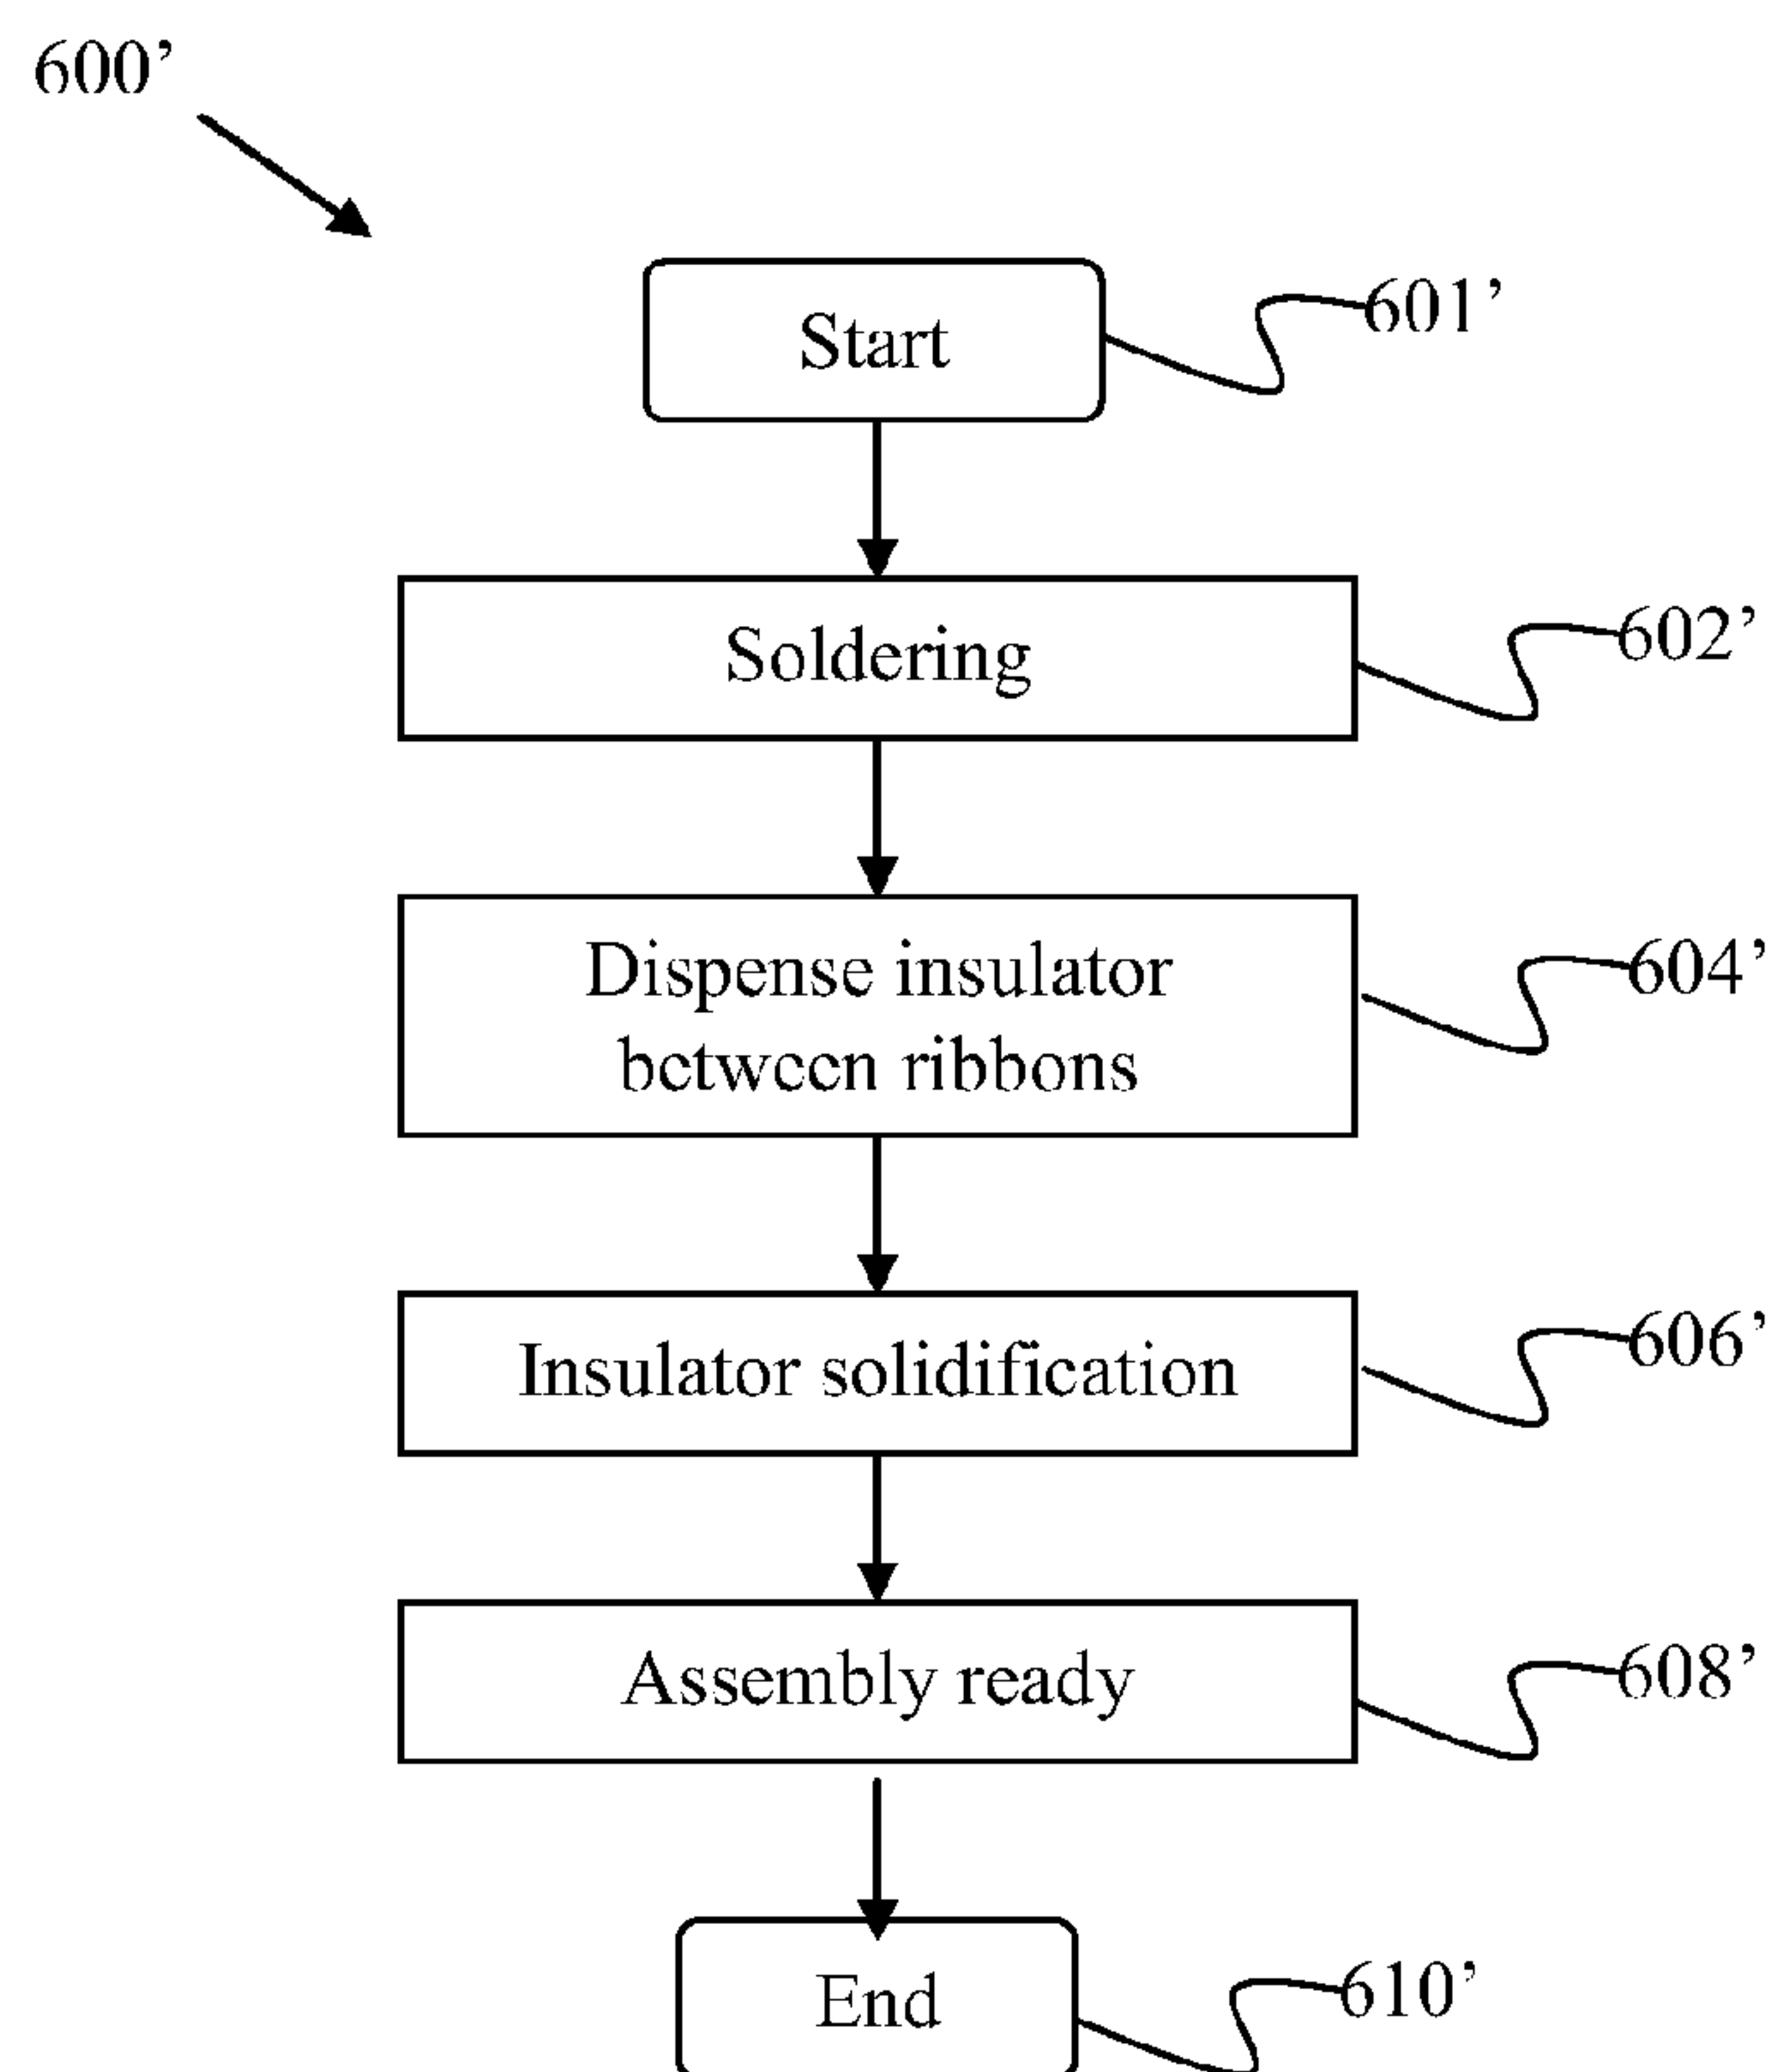 600’
Start
601’
Soldering
602’
Dispense insulator
between ribbons
604’
Insulator solidification
606’
Assembly ready
608’
End
610’